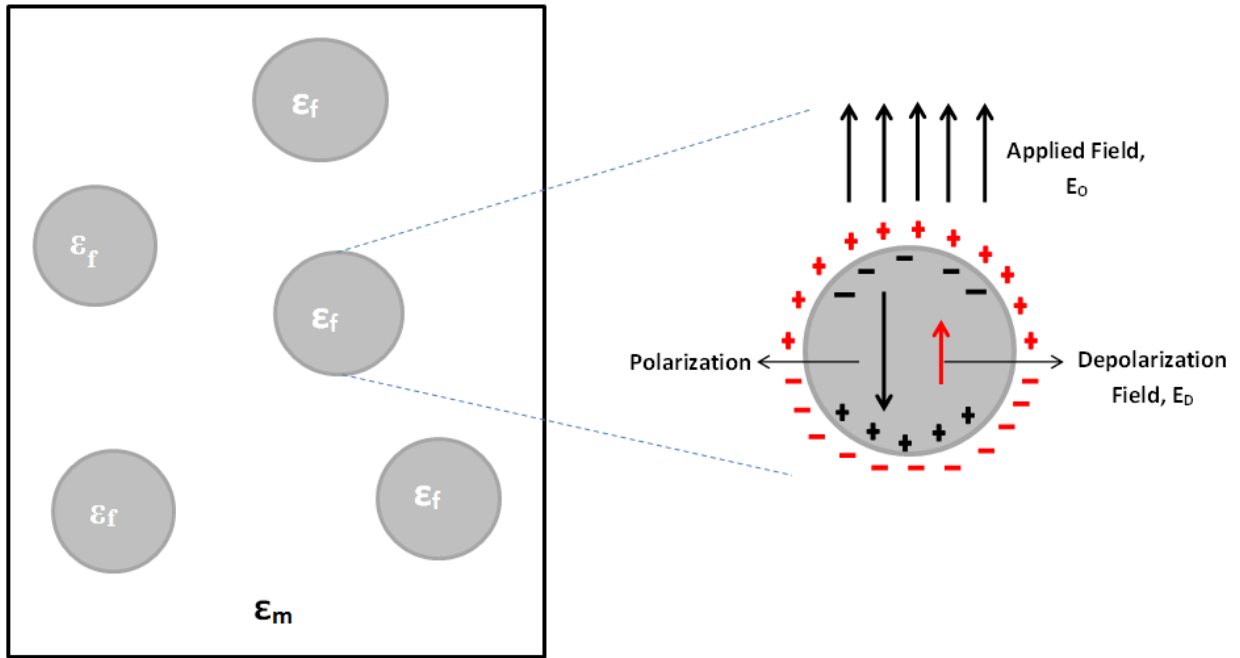 εf
εf
εf
εf
εf
εm
Applied Field,
EO
Polarization
Depolarization
Field, ED